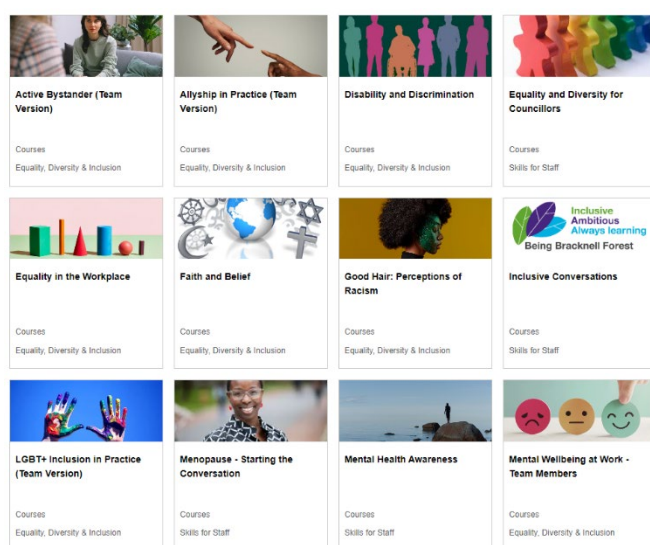 Active Bystander (Team
Version)
Courses
Equality, Diversity & Inclusion
Allyship in Practice (Team
Version)
Courses
Equality, Diversity & Inclusion
Disability and Discrimination
Courses
Equality, Diversity & Inclusion
Equality and Diversity for
Councillors
Courses
Skills for Staff
Equality in the Workplace
Courses
Equality, Diversity & Inclusion
Faith and Belief
Courses
Equality, Diversity & Inclusion
Good Hair: Perceptions of
Racism
Courses
Equality, Diversity & Inclusion
Inclusive
Ambitious
Always learning
Being Bracknell Forest
Inclusive Conversations
Courses
Skills for Staff
LGBT+ Inclusion in Practice
(Team Version)
Courses
Equality, Diversity & Inclusion
Menopause - Starting the
Conversation
Courses
Skills for Staff
Mental Health Awareness
Courses
Skills for Staff
Mental Wellbeing at Work -
Team Members
Courses
Equality, Diversity & Inclusion